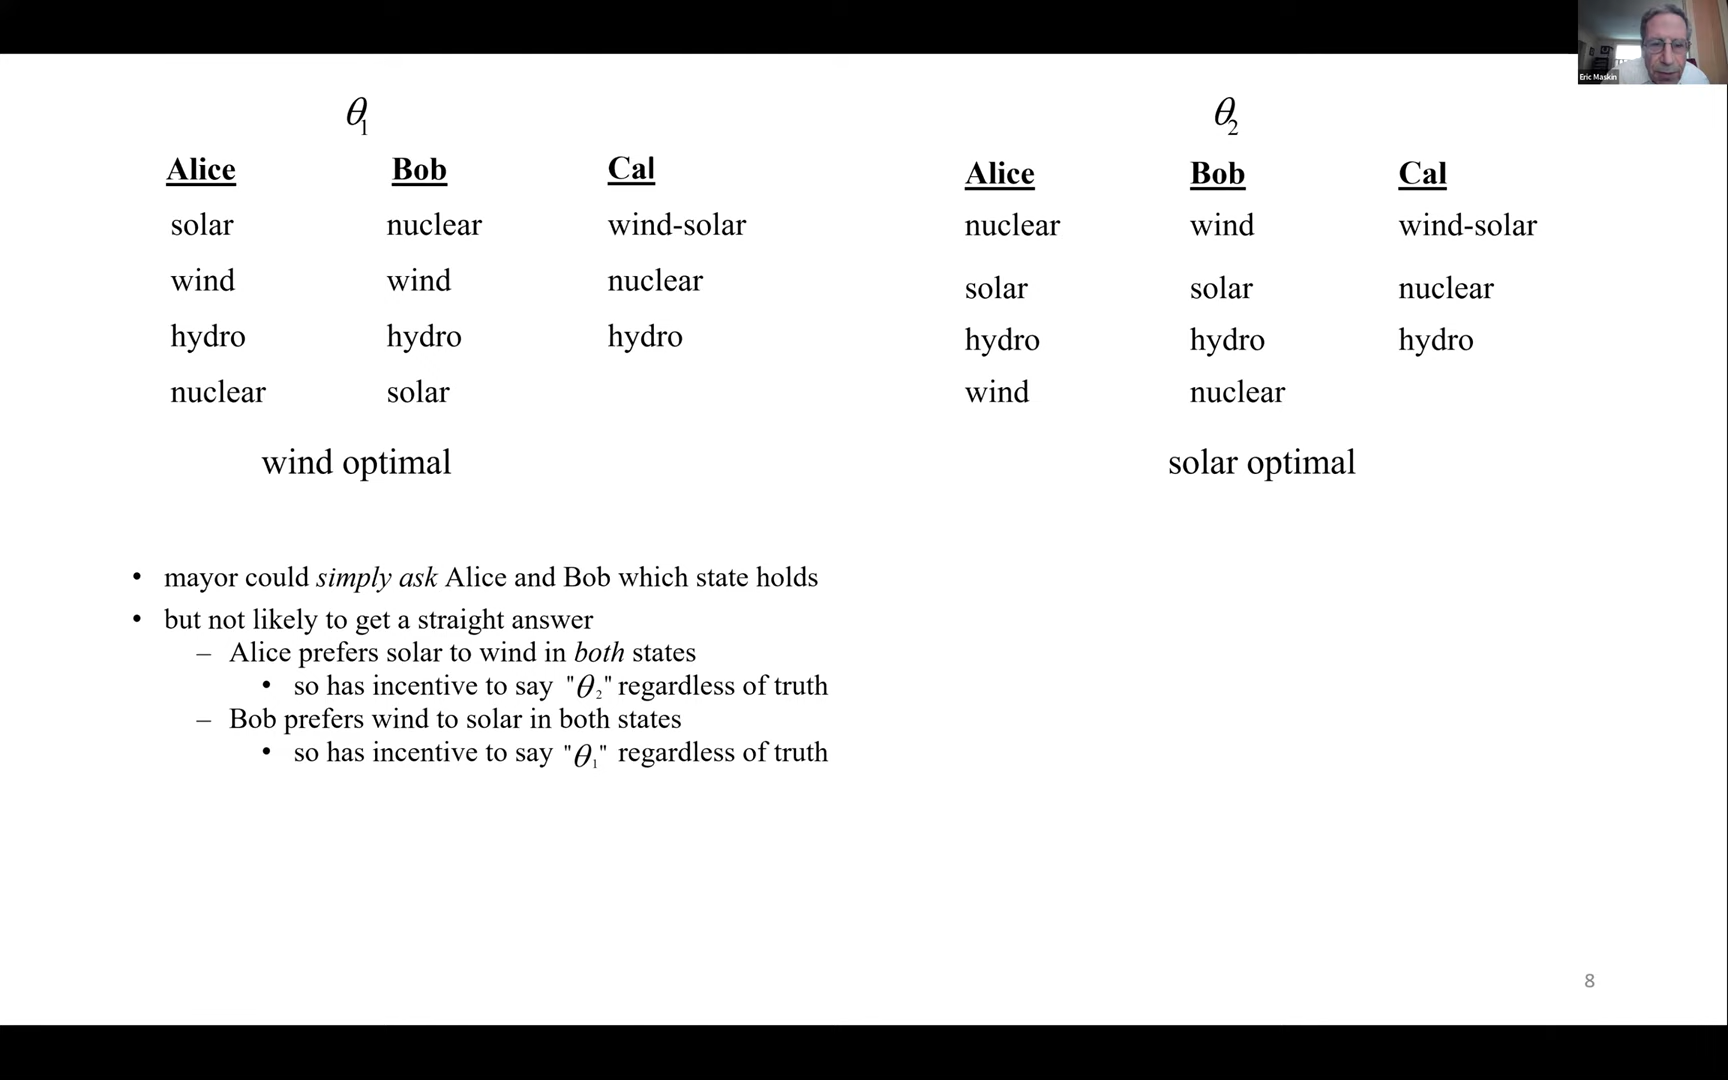 Eric Maskin
θ1
Alice Bob Cal
solar nuclear wind-solar
wind wind nuclear
hydro hydro hydro
nuclear solar
wind optimal
θ2
Alice Bob Cal
nuclear wind wind-solar
solar solar nuclear
hydro hydro hydro
wind nuclear
solar optimal
• mayor could simply ask Alice and Bob which state holds
• but not likely to get a straight answer
– Alice prefers solar to wind in both states
• so has incentive to say "θ2" regardless of truth
– Bob prefers wind to solar in both states
• so has incentive to say "θ1" regardless of truth
8